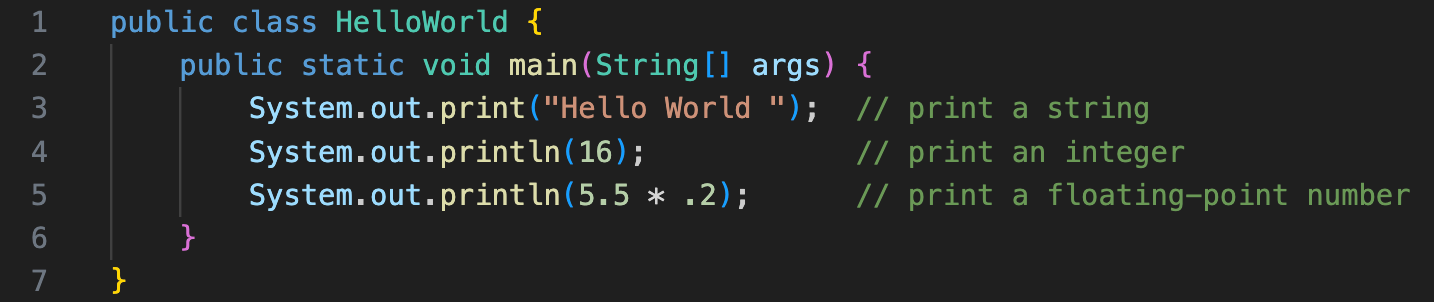 1 public class HelloWorld {
2     public static void main(String[] args) {
3         System.out.print("Hello World ");  // print a string
4         System.out.println(16);            // print an integer
5         System.out.println(5.5 * .2);      // print a floating-point number
6     }
7 }